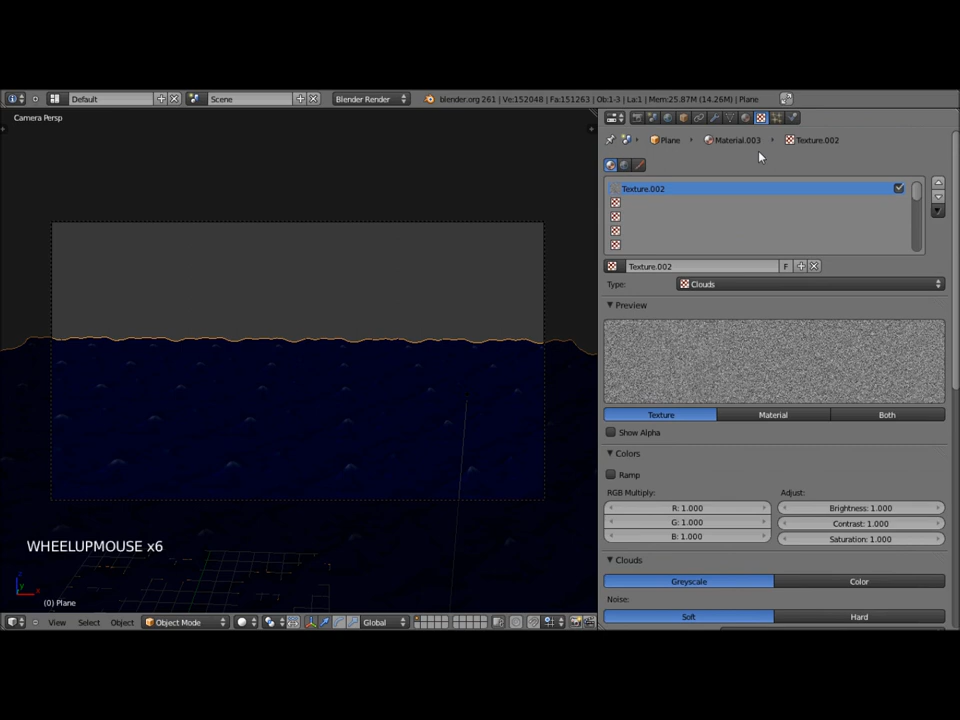 Default
Scene
Blender Render
blender.org 261 | Ve:152048 | Fa:151263 | Ob:1-3 | La:1 | Mem:25.87M (14.26M) | Plane
Camera Persp
Plane
Material.003
Texture.002
Texture.002
Texture.002
F
Type:
Clouds
Preview
Texture
Material
Both
Show Alpha
Colors
Ramp
RGB Multiply:
Adjust:
R: 1.000
Brightness: 1.000
G: 1.000
Contrast: 1.000
B: 1.000
Saturation: 1.000
Clouds
Greyscale
Color
Noise:
Soft
Hard
WHEELUPMOUSE x6
x
y
z
(0) Plane
View
Select
Object
Object Mode
Global